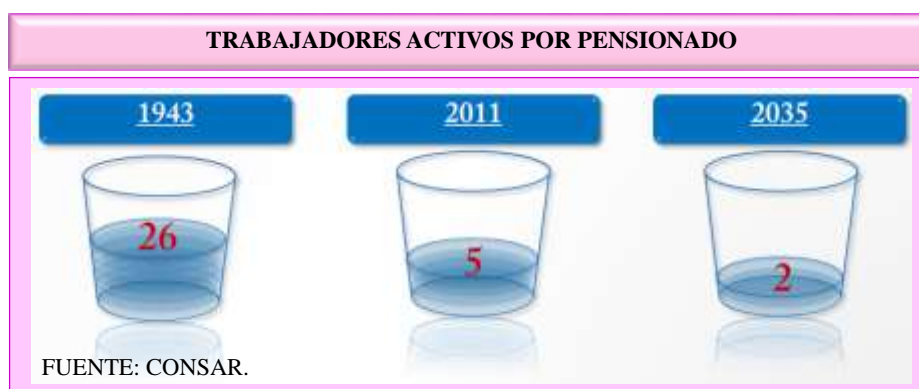 TRABAJADORES ACTIVOS POR PENSIONADO
1943 2011 2035
26 5 2
FUENTE: CONSAR.